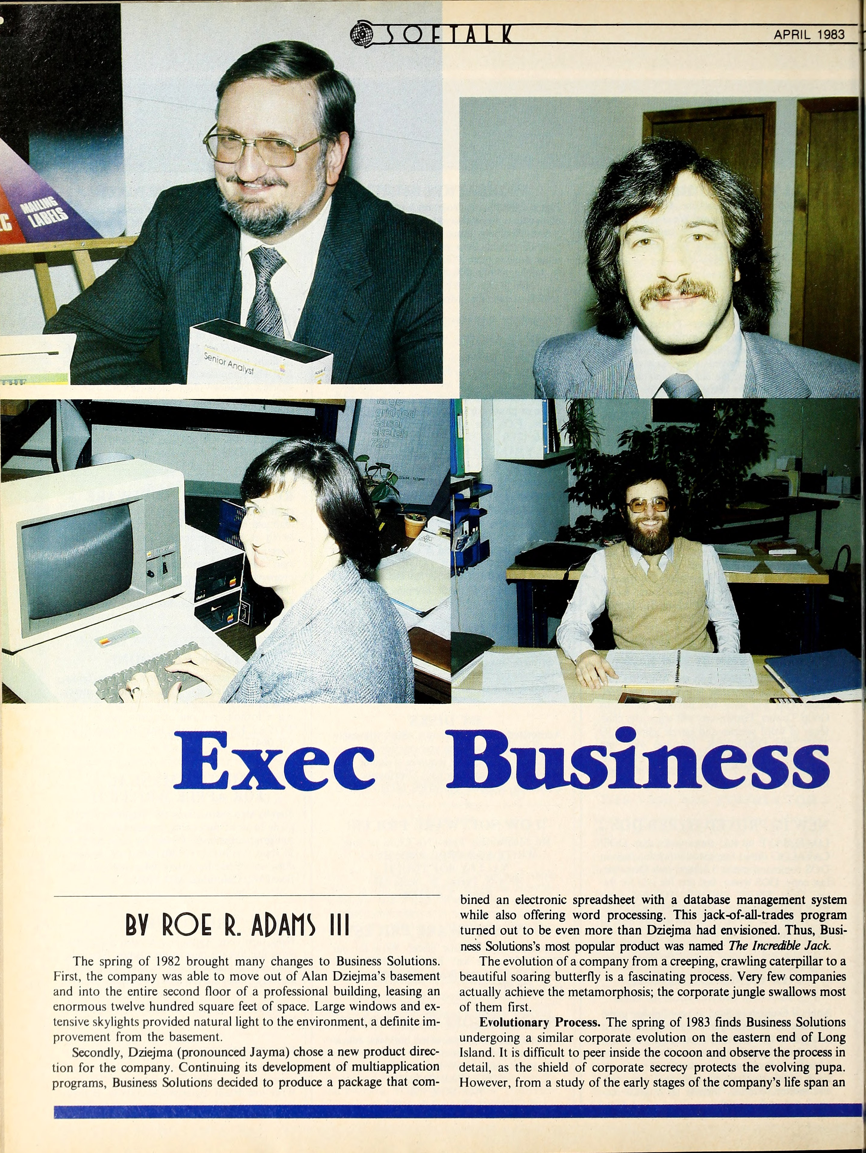 SOFTALK
APRIL 1983
MAILING
LABELS
EC
Senior Analyst
THE
Exec Business
BY ROE R. ADAMS III
The spring of 1982 brought many changes to Business Solutions.
First, the company was able to move out of Alan Dziejma's basement
and into the entire second floor of a professional building, leasing an
enormous twelve hundred square feet of space. Large windows and ex-
tensive skylights provided natural light to the environment, a definite im-
provement from the basement.
Secondly, Dziejma (pronounced Jayma) chose a new product direc-
tion for the company. Continuing its development of multiapplication
programs, Business Solutions decided to produce a package that com-
bined an electronic spreadsheet with a database management system
while also offering word processing. This jack-of-all-trades program
turned out to be even more than Dziejma had envisioned. Thus, Busi-
ness Solutions's most popular product was named The Incredible Jack.
The evolution of a company from a creeping, crawling caterpillar to a
beautiful soaring butterfly is a fascinating process. Very few companies
actually achieve the metamorphosis; the corporate jungle swallows most
of them first.
Evolutionary Process. The spring of 1983 finds Business Solutions
undergoing a similar corporate evolution on the eastern end of Long
Island. It is difficult to peer inside the cocoon and observe the process in
detail, as the shield of corporate secrecy protects the evolving pupa.
However, from a study of the early stages of the company's life span an